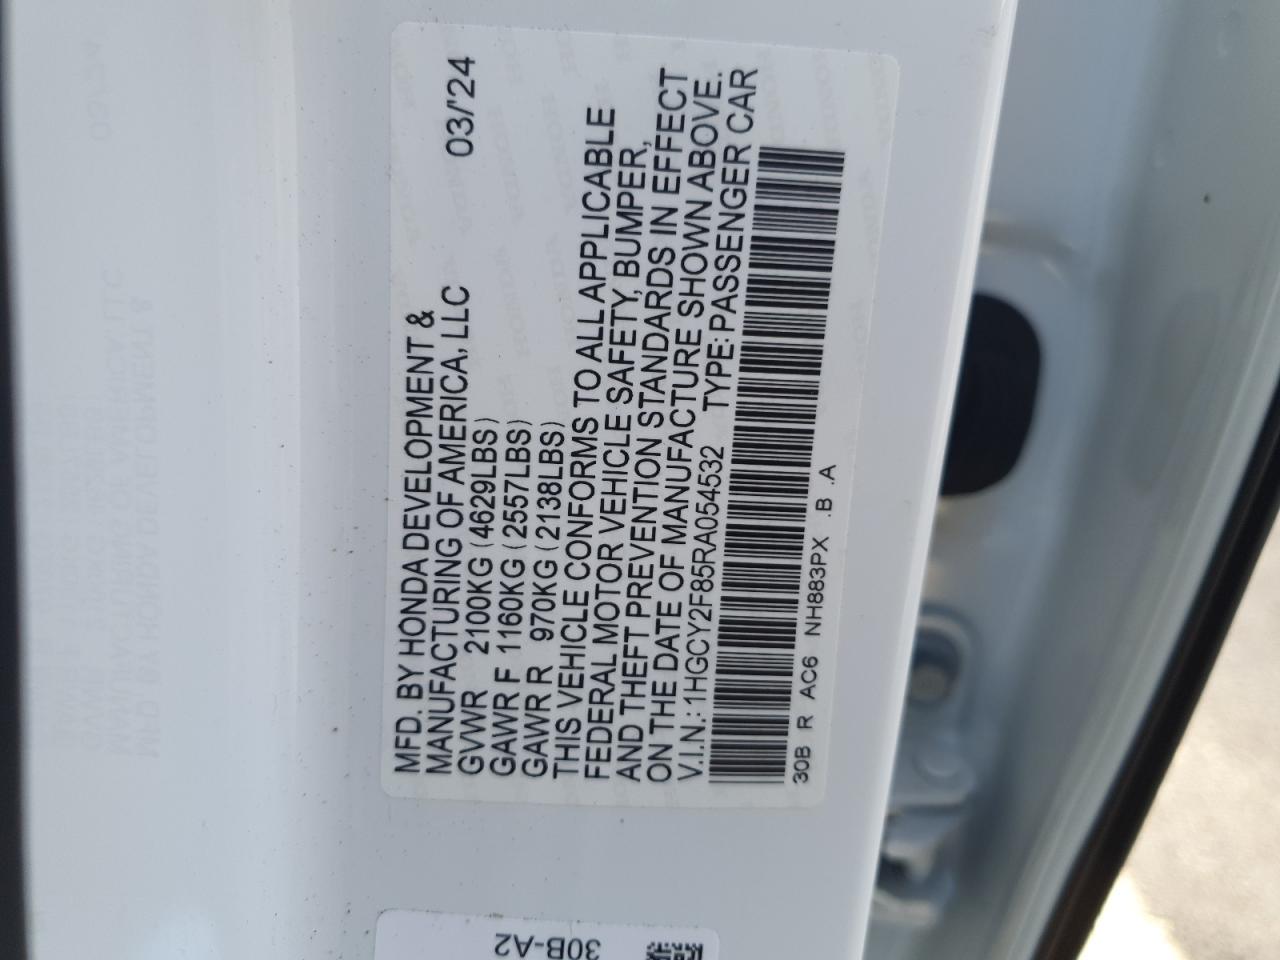 MFD. BY HONDA DEVELOPMENT &
MANUFACTURING OF AMERICA, LLC 03/'24
GVWR 2100KG (4629LBS)
GAWR F 1160KG (2557LBS)
GAWR R 970KG (2138LBS)
THIS VEHICLE CONFORMS TO ALL APPLICABLE
FEDERAL MOTOR VEHICLE SAFETY, BUMPER,
AND THEFT PREVENTION STANDARDS IN EFFECT
ON THE DATE OF MANUFACTURE SHOWN ABOVE.
V.I.N.: 1HGCY2F85RA054532 TYPE: PASSENGER CAR
30B R AC6 NH883PX .B .A
30B-A2